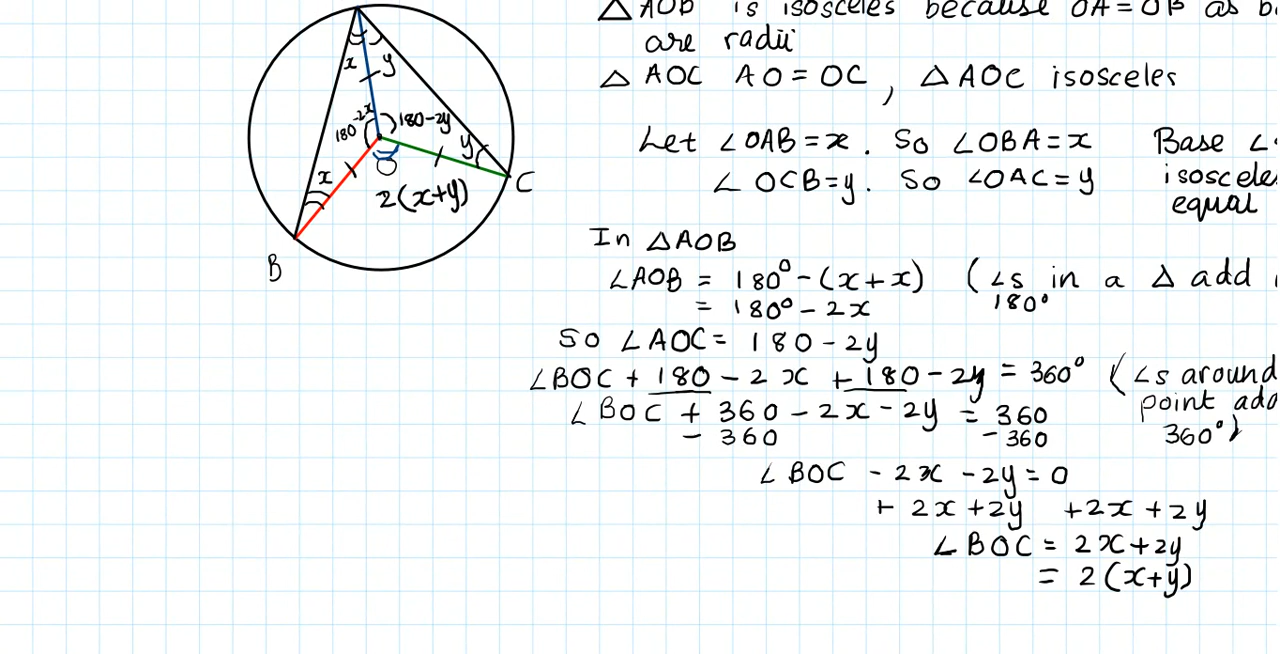 △ AOB is isosceles because OA = OB as
are radii
△ AOC AO = OC , △ AOC isosceles
Let ∠OAB = x . So ∠OBA = x Base
∠ OCB = y . So ∠OAC = y
equal
In △AOB
∠AOB = 180° - (x + x) (∠s in a △ add
= 180° - 2x 180°
So ∠AOC = 180 - 2y
∠BOC + 180 - 2x + 180 - 2y = 360° (∠s around
∠BOC + 360 - 2x - 2y = 360 point
- 360 - 360 360°)
∠BOC - 2x - 2y = 0
+ 2x + 2y + 2x + 2y
∠BOC = 2x + 2y
= 2(x+y)
x y
180-2x 180-2y
y
x O
2(x+y) C
B